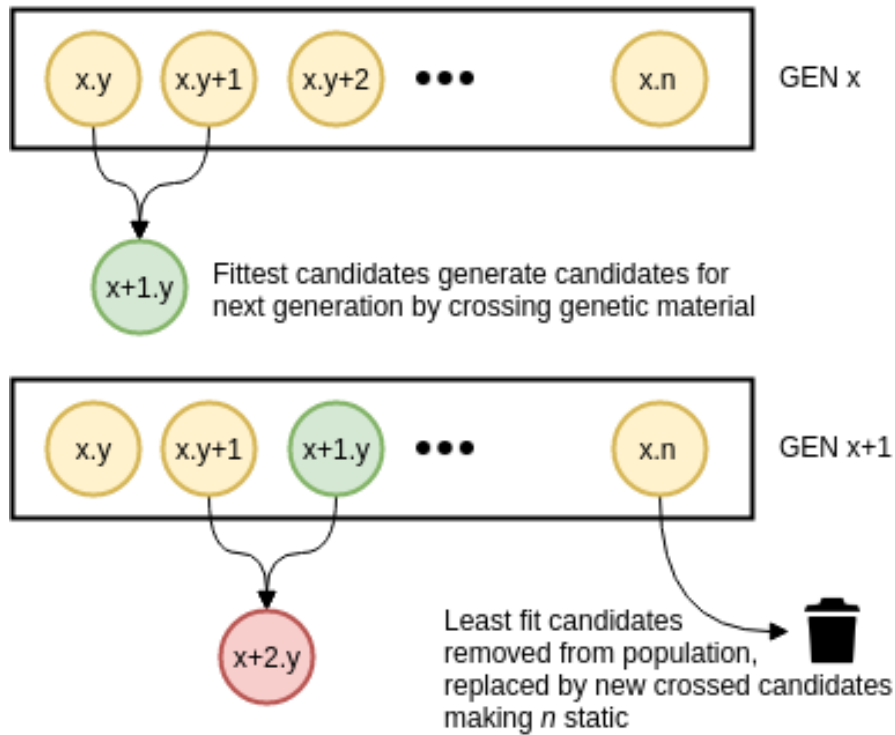 x.y x.y+1 x.y+2 x.n GEN x
x+1.y
Fittest candidates generate candidates for
next generation by crossing genetic material
x.y x.y+1 x+1.y x.n GEN x+1
x+2.y
Least fit candidates
removed from population,
replaced by new crossed candidates
making n static